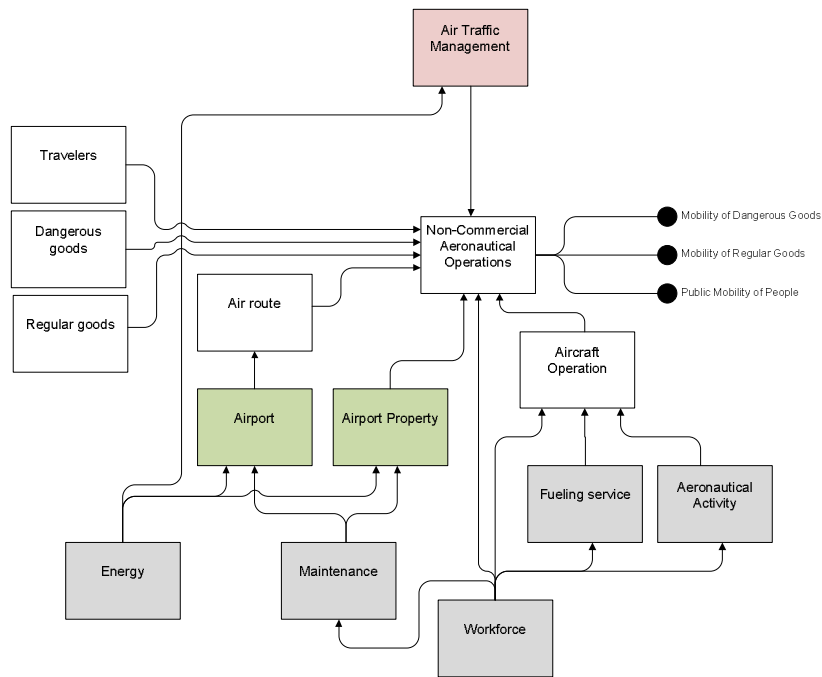 Air Traffic
Management
Travelers
Dangerous
goods
Regular goods
Non-Commercial
Aeronautical
Operations
Mobility of Dangerous Goods
Mobility of Regular Goods
Public Mobility of People
Air route
Aircraft
Operation
Airport
Airport Property
Fueling service
Aeronautical
Activity
Energy
Maintenance
Workforce